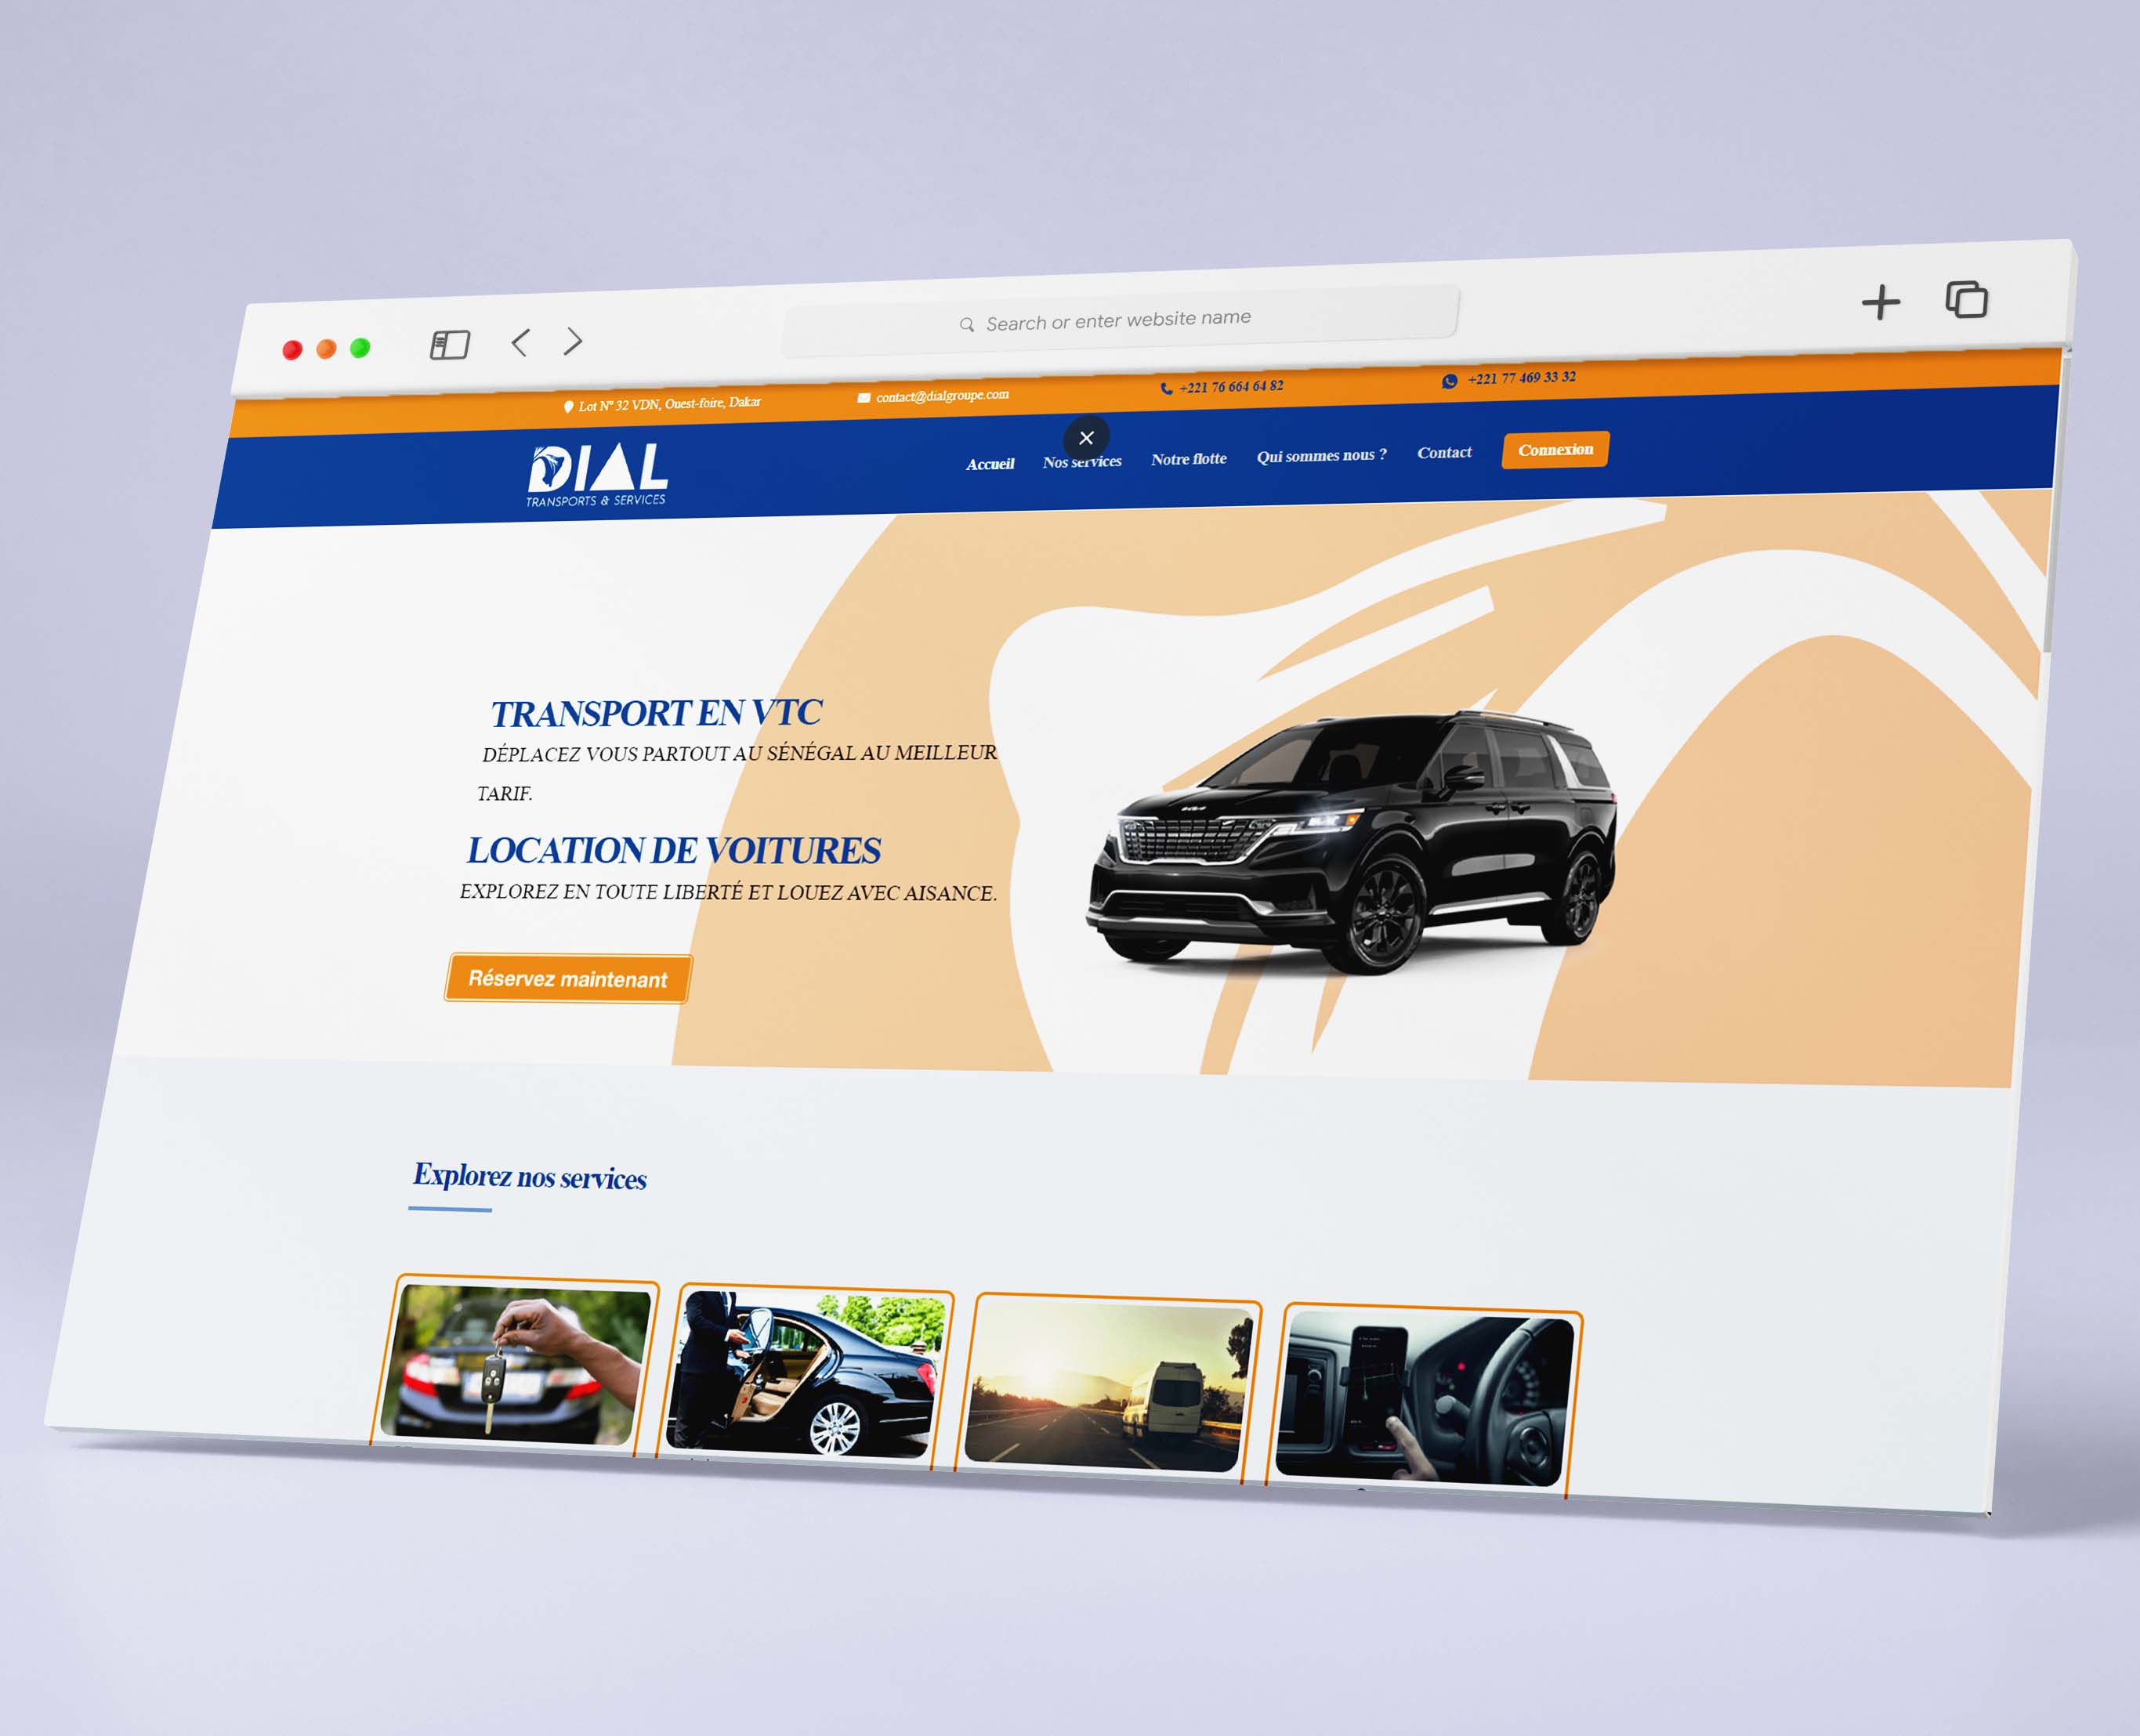 Search or enter website name
Lot N° 32 VDN, Ouest-foire, Dakar
contact@dialgroupe.com
+221 76 664 64 82
+221 77 469 33 32
DIAL
TRANSPORTS & SERVICES
Accueil
Nos services
Notre flotte
Qui sommes nous ?
Contact
Connexion
TRANSPORT EN VTC
DÉPLACEZ VOUS PARTOUT AU SÉNÉGAL AU MEILLEUR
TARIF.
LOCATION DE VOITURES
EXPLOREZ EN TOUTE LIBERTÉ ET LOUEZ AVEC AISANCE.
Réservez maintenant
Explorez nos services